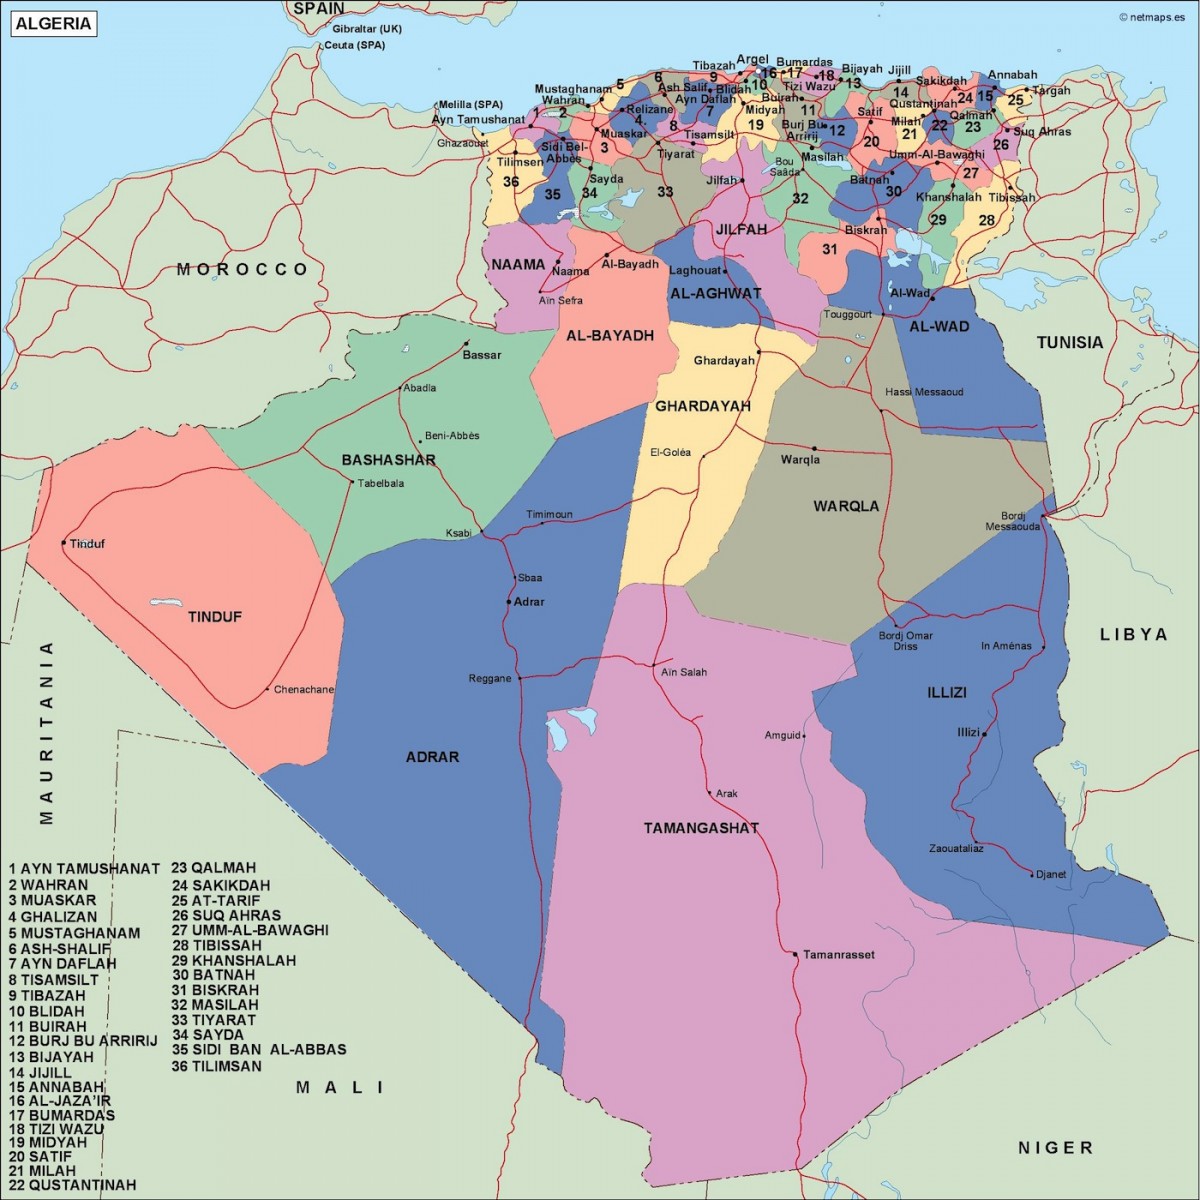 SPAIN
ALGERIA
© netmaps.es
Gibraltar (UK)
Ceuta (SPA)
Argel
Bumardas
Tibazah
16
17
18
Bijayah
Jijill
Annabah
5
6
9
10
Tizi Wazu
13
Sakikdah
Mustaghanam
Ash Salif
Blidah
14
24
15
25
Targah
Melilla (SPA)
Wahran
Relizane
Ayn Daflah
Buirah
11
Qustantinah
Ayn Tamushanat
1
2
4
7
Midyah
Satif
Milah
Qalmah
Muaskar
8
19
Burj Bu
Arririj
12
20
21
22
23
Suq Ahras
Ghazaouet
Sidi Bel-
Abbès
3
Tisamsilt
26
Tilimsen
Tiyarat
Masilah
Umm-Al-Bawaghi
Bou
Saâda
27
36
35
Sayda
34
33
Jilfah
32
Batnah
30
Khanshalah
Tibissah
29
28
JILFAH
Biskrah
31
MOROCCO
NAAMA
Naama
Al-Bayadh
Laghouat
Aïn Sefra
AL-AGHWAT
Al-Wad
Touggourt
AL-WAD
AL-BAYADH
TUNISIA
Bassar
Ghardayah
Abadla
Hassi Messaoud
GHARDAYAH
Beni-Abbès
BASHASHAR
El-Goléa
Warqla
Tabelbala
WARQLA
Timimoun
Bordj
Messaouda
Ksabi
Tinduf
Sbaa
Adrar
TINDUF
Bordj Omar
Driss
In Aménas
LIBYA
Aïn Salah
Reggane
Chenachane
ILLIZI
Amguid
Illizi
MAURITANIA
ADRAR
Arak
TAMANGASHAT
Zaouataliaz
Djanet
Tamanrasset
1 AYN TAMUSHANAT
2 WAHRAN
3 MUASKAR
4 GHALIZAN
5 MUSTAGHANAM
6 ASH-SHALIF
7 AYN DAFLAH
8 TISAMSILT
9 TIBAZAH
10 BLIDAH
11 BUIRAH
12 BURJ BU ARRIRIJ
13 BIJAYAH
14 JIJILL
15 ANNABAH
16 AL-JAZA'IR
17 BUMARDAS
18 TIZI WAZU
19 MIDYAH
20 SATIF
21 MILAH
22 QUSTANTINAH
23 QALMAH
24 SAKIKDAH
25 AT-TARIF
26 SUQ AHRAS
27 UMM-AL-BAWAGHI
28 TIBISSAH
29 KHANSHALAH
30 BATNAH
31 BISKRAH
32 MASILAH
33 TIYARAT
34 SAYDA
35 SIDI BAN AL-ABBAS
36 TILIMSAN
MALI
NIGER